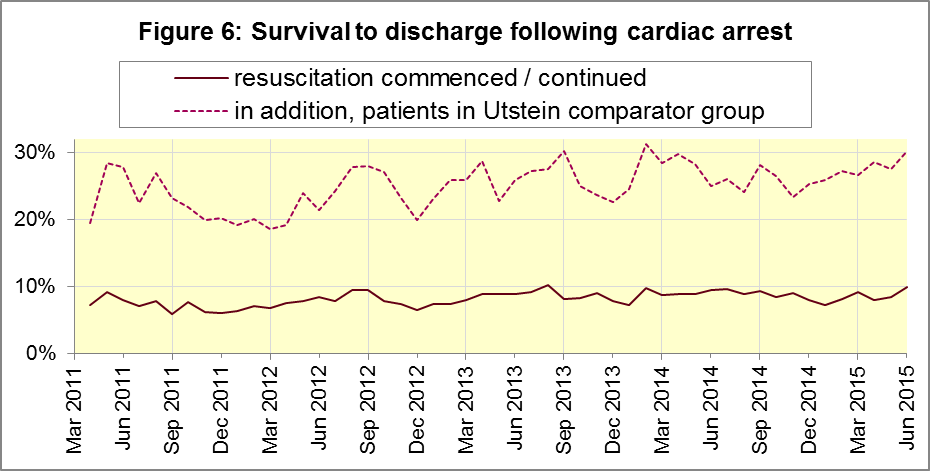 Figure 6: Survival to discharge following cardiac arrest
resuscitation commenced / continued
in addition, patients in Utstein comparator group
30%
20%
10%
0%
Mar 2011
Jun 2011
Sep 2011
Dec 2011
Mar 2012
Jun 2012
Sep 2012
Dec 2012
Mar 2013
Jun 2013
Sep 2013
Dec 2013
Mar 2014
Jun 2014
Sep 2014
Dec 2014
Mar 2015
Jun 2015